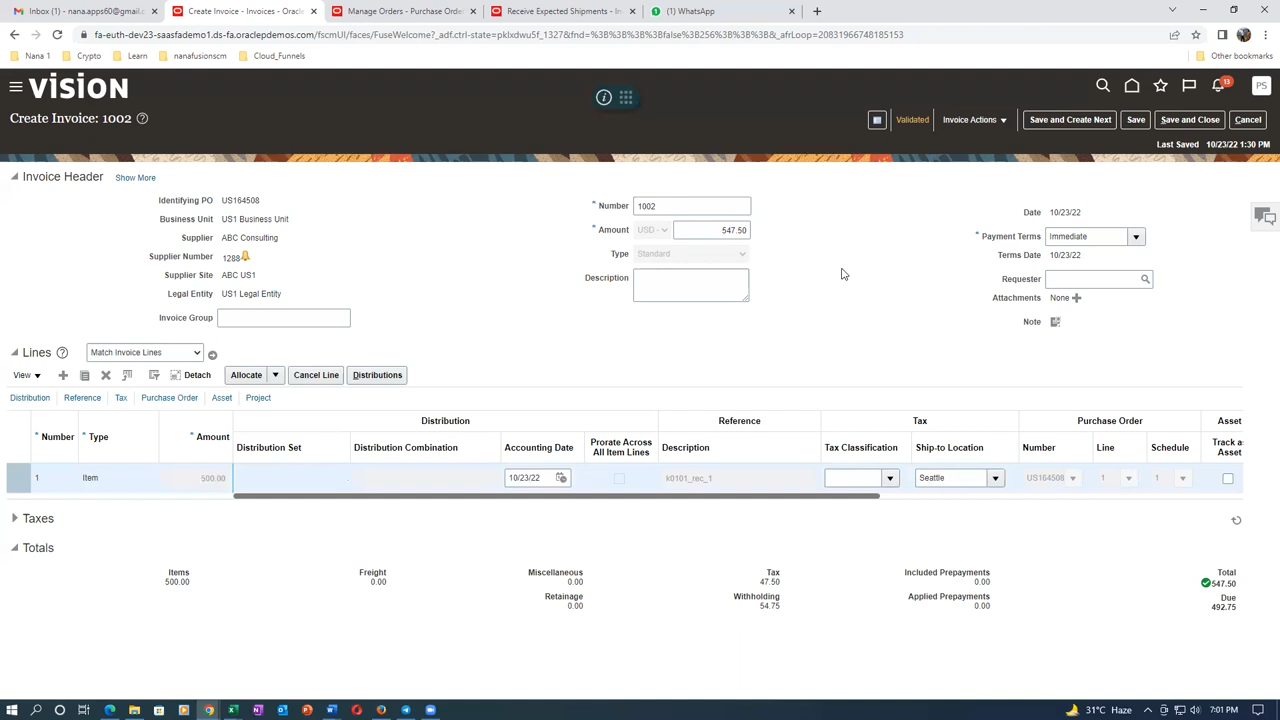 Inbox (1) - nana.apps60@gmail.c
Create Invoice - Invoices - Oracle
Manage Orders - Purchase Orders
Receive Expected Shipments - Inv
(1) WhatsApp
fa-euth-dev23-saasfademo1.ds-fa.oraclepdemos.com/fscmUI/faces/FuseWelcome?_adf.ctrl-state=pklxdwu5f_1327&fnd=%3B%3B%3B%3Bfalse%3B256%3B%3B%3B&_afrLoop=20831966748185153
Nana 1
Crypto
Learn
nanafusionscm
Cloud_Funnels
Other bookmarks
VISION
13
PS
Create Invoice: 1002
Validated
Invoice Actions
Save and Create Next
Save
Save and Close
Cancel
Last Saved 10/23/22 1:30 PM
Invoice Header
Show More
Identifying PO US164508
Business Unit US1 Business Unit
Supplier ABC Consulting
Supplier Number 1288
Supplier Site ABC US1
Legal Entity US1 Legal Entity
Invoice Group
* Number 1002
* Amount USD - 547.50
Type Standard
Description
Date 10/23/22
* Payment Terms Immediate
Terms Date 10/23/22
Requester
Attachments None
Note
Lines
Match Invoice Lines
View
Detach
Allocate
Cancel Line
Distributions
Distribution
Reference
Tax
Purchase Order
Asset
Project
Distribution Reference Tax Purchase Order Asset
* Number * Type * Amount Distribution Set Distribution Combination Accounting Date Prorate Across All Item Lines Description Tax Classification Ship-to Location Number Line Schedule Track as Asset
1 Item 500.00 10/23/22 k0101_rec_1 Seattle US164508 1 1
Taxes
Totals
Items 500.00
Freight 0.00
Miscellaneous 0.00
Retainage 0.00
Tax 47.50
Withholding 54.75
Included Prepayments 0.00
Applied Prepayments 0.00
Total 547.50
Due 492.75
31°C Haze
7:01 PM